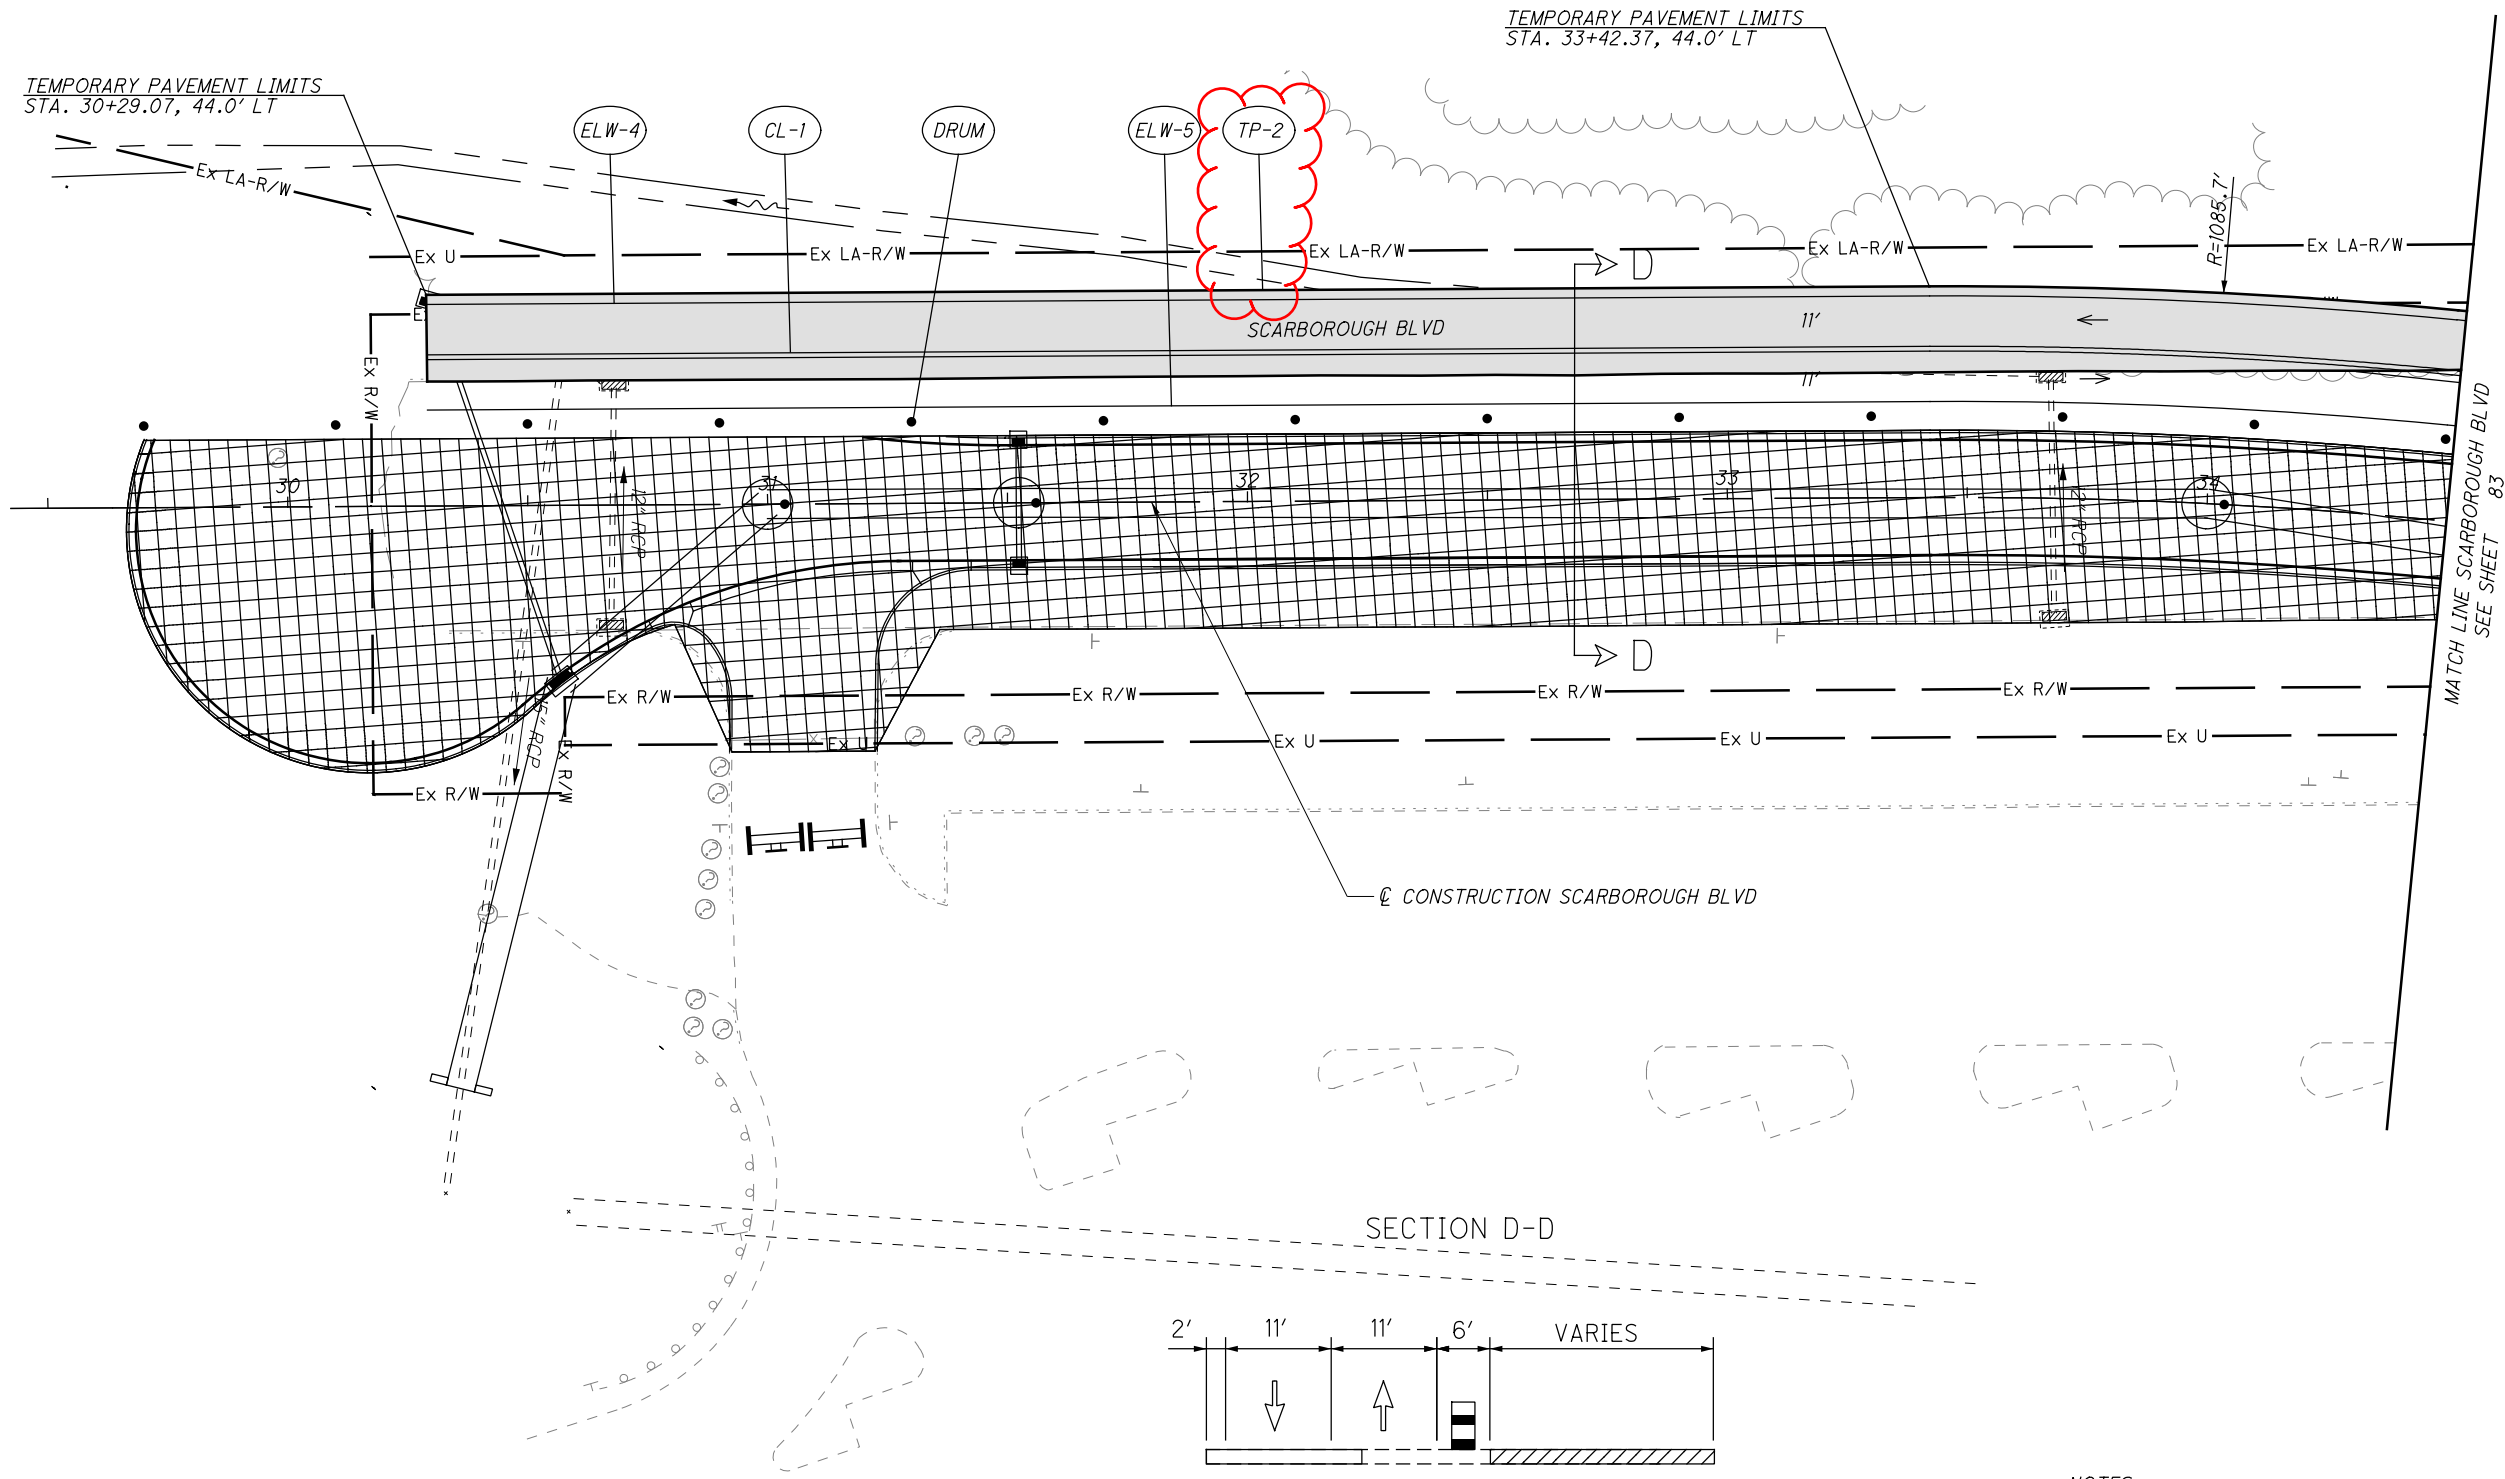 TEMPORARY PAVEMENT LIMITS
STA. 33+42.37, 44.0' LT
TEMPORARY PAVEMENT LIMITS
STA. 30+29.07, 44.0' LT
ELW-4
CL-1
DRUM
ELW-5
TP-2
Ex LA-R/W
R=1085.7'
Ex U
Ex LA-R/W
Ex LA-R/W
Ex LA-R/W
Ex LA-R/W
D
SCARBOROUGH BLVD
11'
11'
Ex R/W
30
31
32
33
34
12" RCP
12" RCP
MATCH LINE SCARBOROUGH BLVD
SEE SHEET 83
D
Ex R/W
Ex R/W
Ex R/W
Ex R/W
15" RCP
Ex R/W
Ex U
Ex U
Ex U
Ex U
Ex R/W
℄ CONSTRUCTION SCARBOROUGH BLVD
SECTION D-D
2'
11'
11'
6'
VARIES